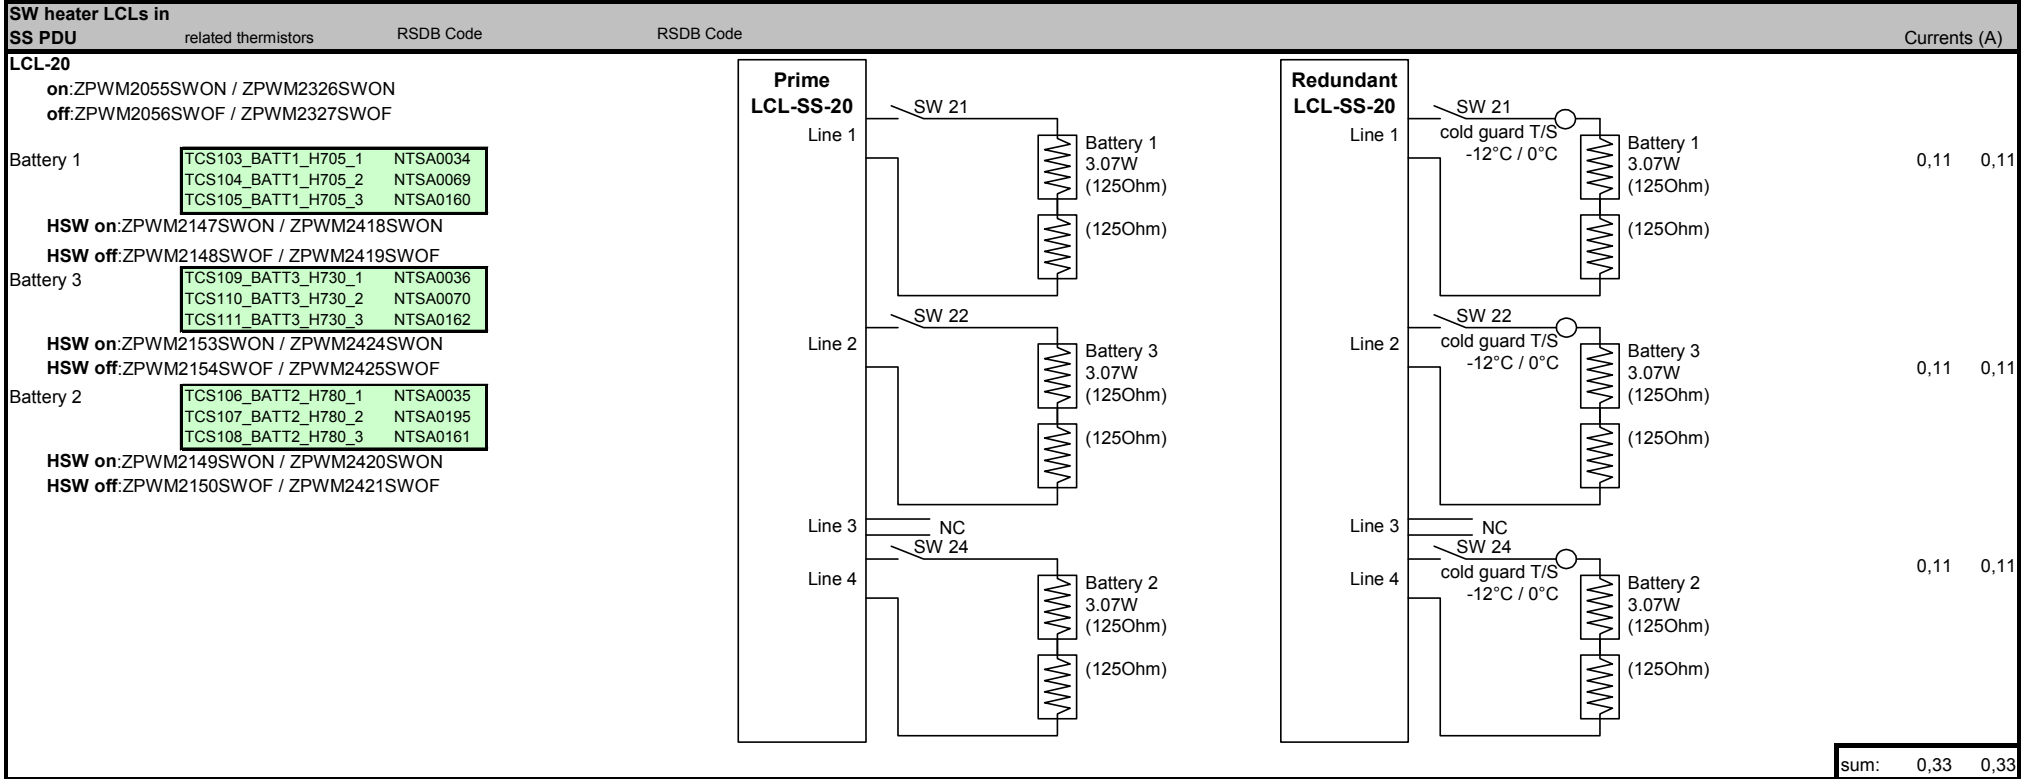 SW heater LCLs in
SS PDU related thermistors RSDB Code RSDB Code Currents (A)
LCL-20
on:ZPWM2055SWON / ZPWM2326SWON
off:ZPWM2056SWOF / ZPWM2327SWOF
Battery 1
TCS103_BATT1_H705_1 NTSA0034
TCS104_BATT1_H705_2 NTSA0069
TCS105_BATT1_H705_3 NTSA0160
HSW on:ZPWM2147SWON / ZPWM2418SWON
HSW off:ZPWM2148SWOF / ZPWM2419SWOF
Battery 3
TCS109_BATT3_H730_1 NTSA0036
TCS110_BATT3_H730_2 NTSA0070
TCS111_BATT3_H730_3 NTSA0162
HSW on:ZPWM2153SWON / ZPWM2424SWON
HSW off:ZPWM2154SWOF / ZPWM2425SWOF
Battery 2
TCS106_BATT2_H780_1 NTSA0035
TCS107_BATT2_H780_2 NTSA0195
TCS108_BATT2_H780_3 NTSA0161
HSW on:ZPWM2149SWON / ZPWM2420SWON
HSW off:ZPWM2150SWOF / ZPWM2421SWOF
Prime
LCL-SS-20
SW 21
Line 1
Battery 1
3.07W
(125Ohm)
(125Ohm)
SW 22
Line 2
Battery 3
3.07W
(125Ohm)
(125Ohm)
Line 3
NC
SW 24
Line 4
Battery 2
3.07W
(125Ohm)
(125Ohm)
Redundant
LCL-SS-20
SW 21
Line 1
cold guard T/S
-12°C / 0°C
Battery 1
3.07W
(125Ohm)
(125Ohm)
SW 22
Line 2
cold guard T/S
-12°C / 0°C
Battery 3
3.07W
(125Ohm)
(125Ohm)
Line 3
NC
SW 24
Line 4
cold guard T/S
-12°C / 0°C
Battery 2
3.07W
(125Ohm)
(125Ohm)
0,11 0,11
0,11 0,11
0,11 0,11
sum: 0,33 0,33